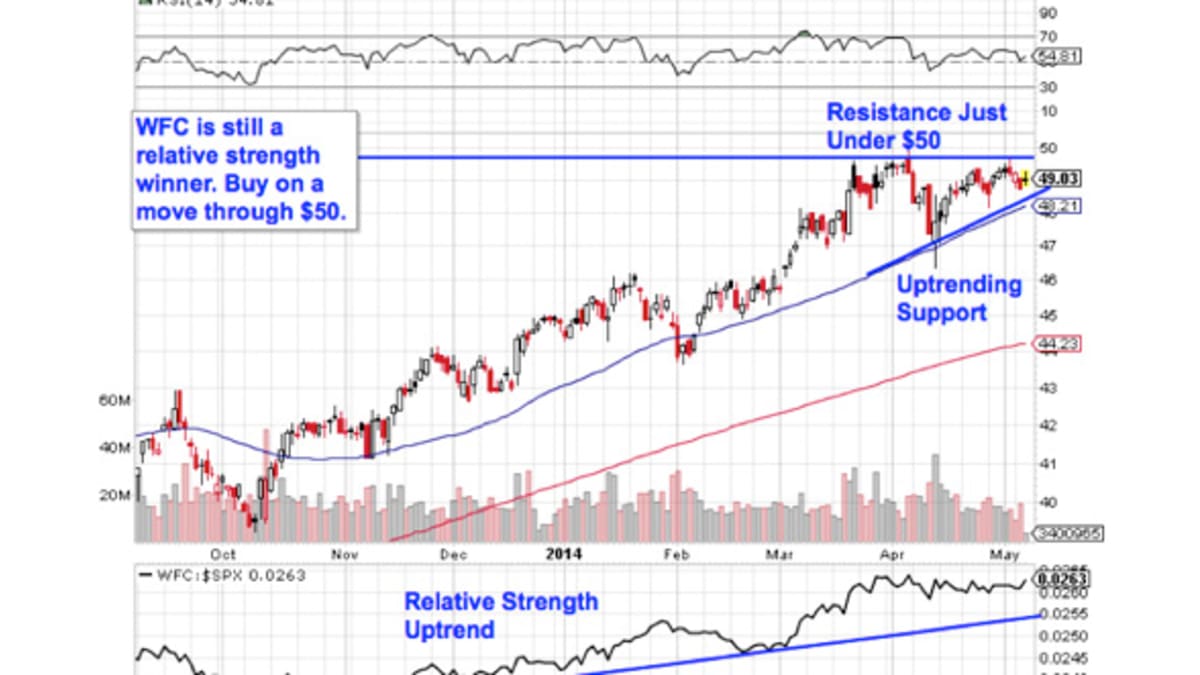 RSI(14) 54.81
90
70
54.81
30
10
WFC is still a
relative strength
winner. Buy on a
move through $50.
Resistance Just
Under $50
50
49.03
48.21
47
46
Uptrending
Support
45
44.23
43
60M
42
40M
41
20M
40
3400965
Oct Nov Dec 2014 Feb Mar Apr May
WFC:$SPX 0.0263
0.0263
0.0260
Relative Strength
Uptrend
0.0255
0.0250
0.0245